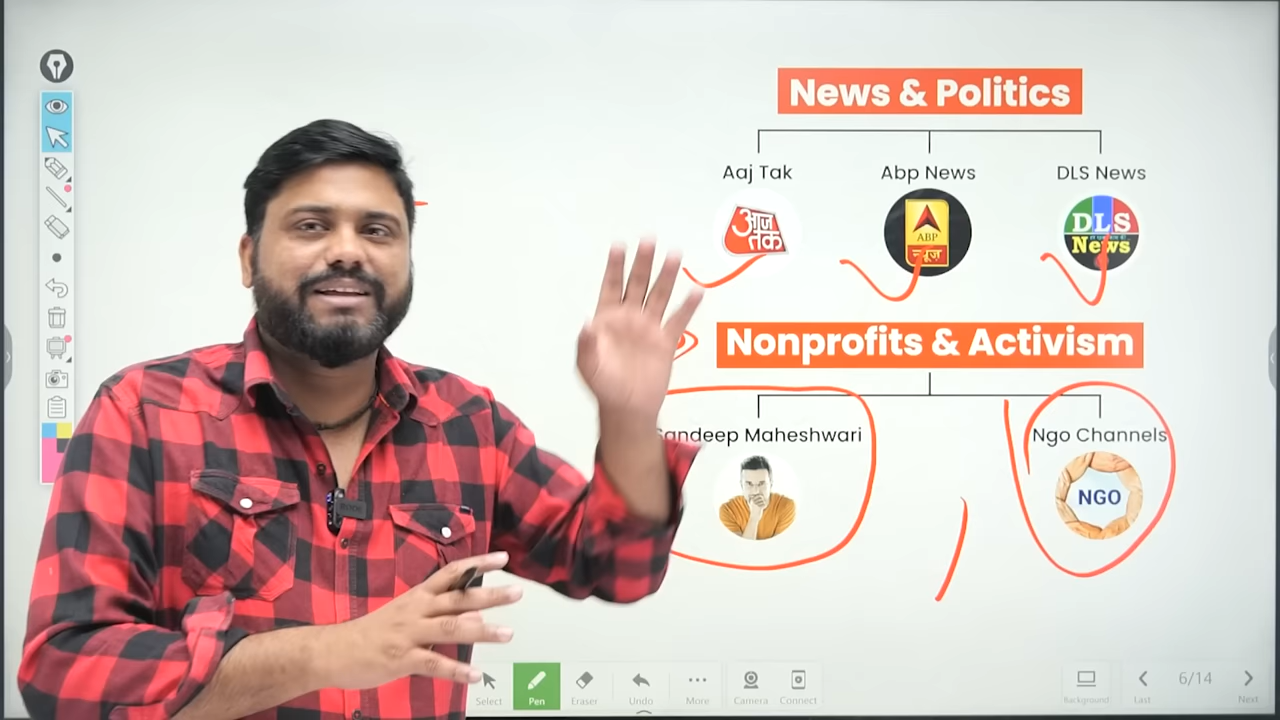 News & Politics
Aaj Tak
Abp News
DLS News
आज
तक
ABP
न्यूज़
DLS
News
Nonprofits & Activism
Sandeep Maheshwari
Ngo Channels
NGO
Select
Pen
Eraser
Undo
More
Camera
Connect
Background
Last
6/14
Next